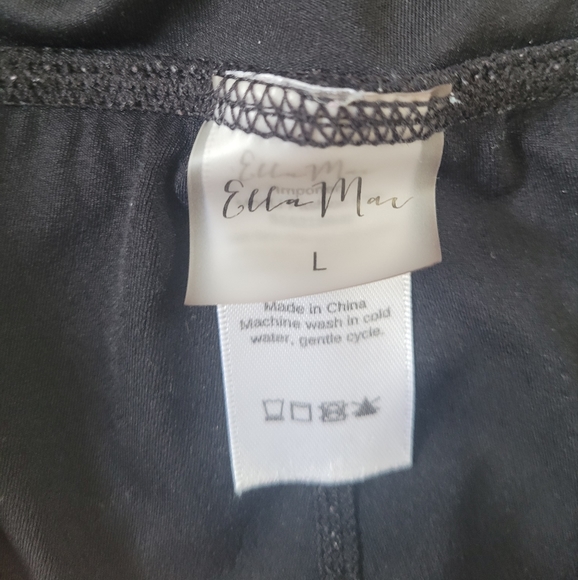 Ella Mae
L
Made in China
Machine wash in cold
water, gentle cycle.